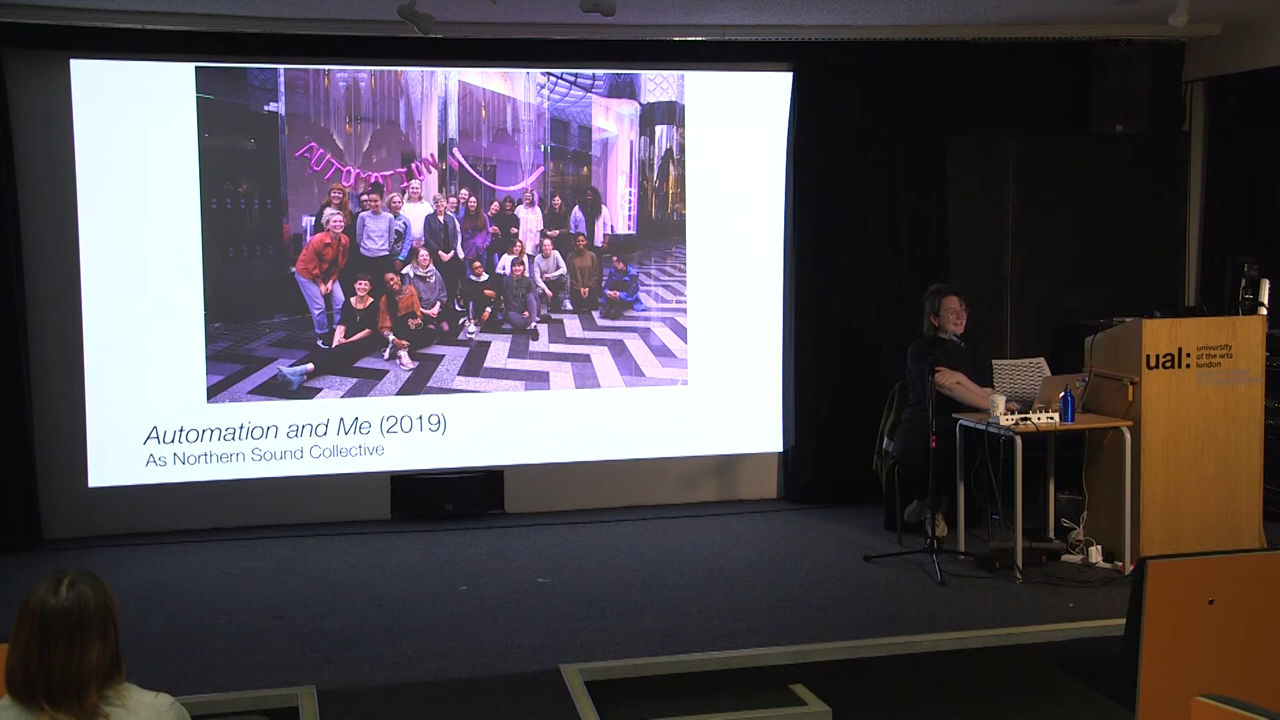 AUTOMATION
Automation and Me (2019)
As Northern Sound Collective
ual:
university
of the arts
london